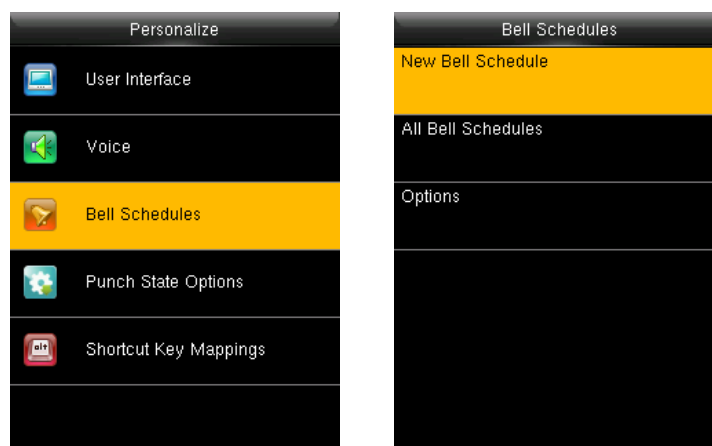 Personalize
User Interface
Voice
Bell Schedules
Punch State Options
alt
Shortcut Key Mappings
Bell Schedules
New Bell Schedule
All Bell Schedules
Options